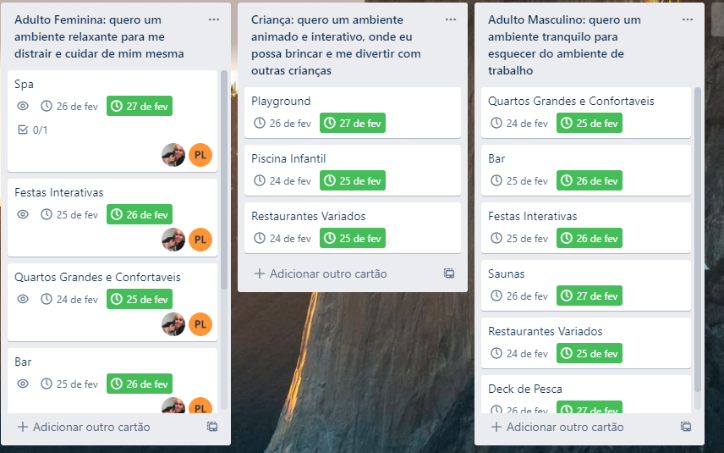 Adulto Feminina: quero um
ambiente relaxante para me
distrair e cuidar de mim mesma
Spa
26 de fev
27 de fev
0/1
PL
Festas Interativas
25 de fev
26 de fev
PL
Quartos Grandes e Confortaveis
24 de fev
25 de fev
PL
Bar
25 de fev
26 de fev
PL
+ Adicionar outro cartão
Criança: quero um ambiente
animado e interativo, onde eu
possa brincar e me divertir com
outras crianças
Playground
26 de fev
27 de fev
Piscina Infantil
24 de fev
25 de fev
Restaurantes Variados
24 de fev
25 de fev
+ Adicionar outro cartão
Adulto Masculino: quero um
ambiente tranquilo para
esquecer do ambiente de
trabalho
Quartos Grandes e Confortaveis
24 de fev
25 de fev
Bar
25 de fev
26 de fev
Festas Interativas
25 de fev
26 de fev
Saunas
26 de fev
27 de fev
Restaurantes Variados
24 de fev
25 de fev
Deck de Pesca
26 de fev
27 de fev
+ Adicionar outro cartão